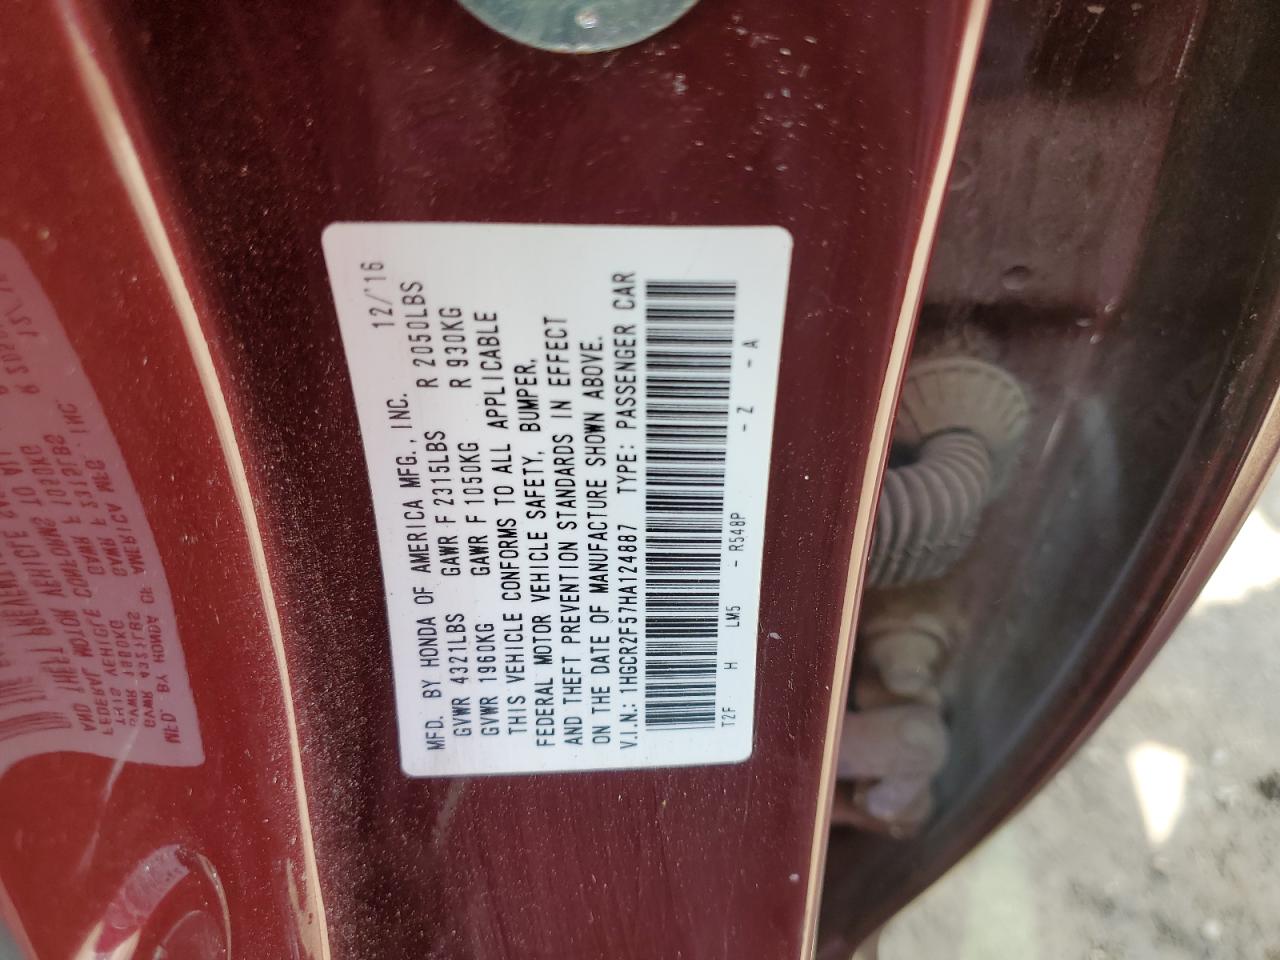 MFD. BY HONDA OF AMERICA MFG., INC. 12/'16
GVWR 4321LBS GAWR F 2315LBS R 2050LBS
GVWR 1960KG GAWR F 1050KG R 930KG
THIS VEHICLE CONFORMS TO ALL APPLICABLE
FEDERAL MOTOR VEHICLE SAFETY, BUMPER,
AND THEFT PREVENTION STANDARDS IN EFFECT
ON THE DATE OF MANUFACTURE SHOWN ABOVE.
V.I.N.: 1HGCR2F57HA124887 TYPE: PASSENGER CAR
T2F H LM5 - R548P - Z - A